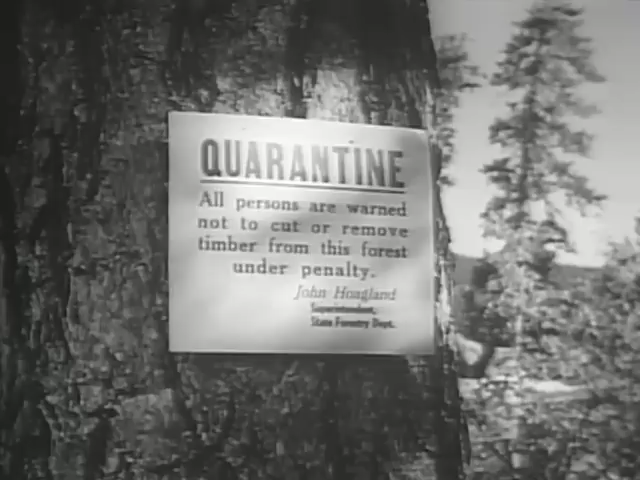 QUARANTINE
All persons are warned
not to cut or remove
timber from this forest
under penalty.
John Hoagland
Superintendent,
State Forestry Dept.